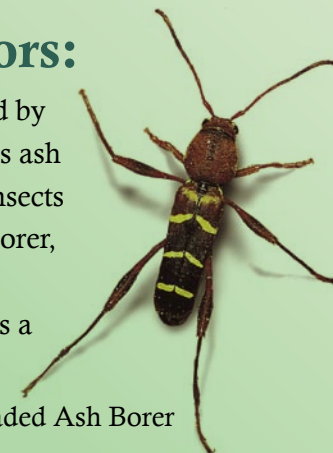 ors:
d by
s ash
nsects
orer,
s a
aded Ash Borer